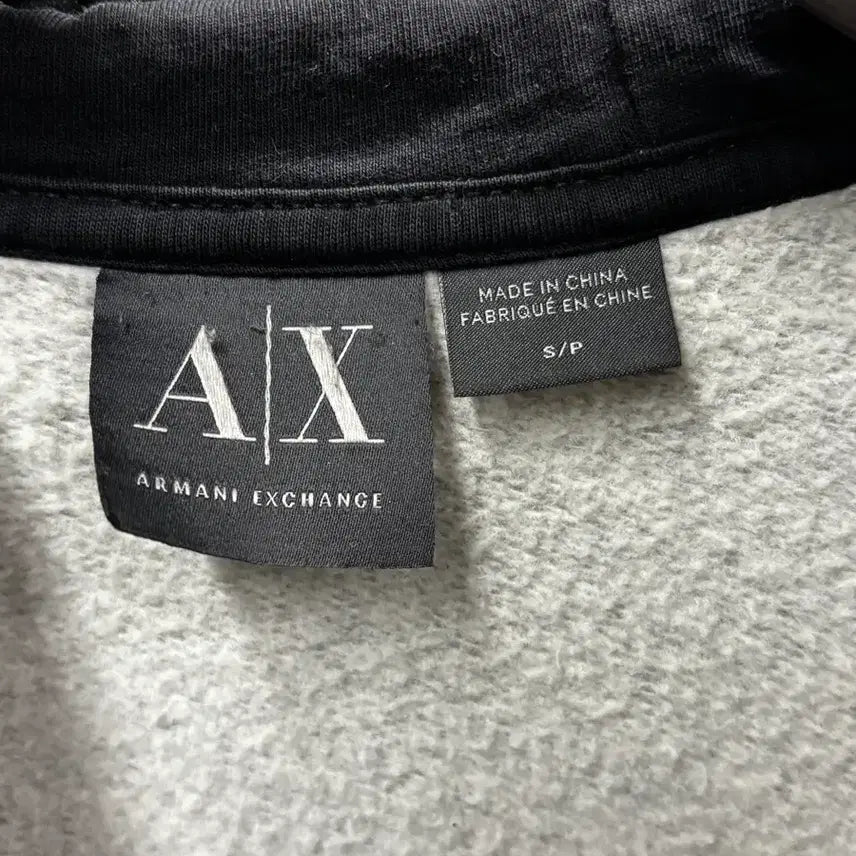 A|X
ARMANI EXCHANGE
MADE IN CHINA
FABRIQUÉ EN CHINE
S/P